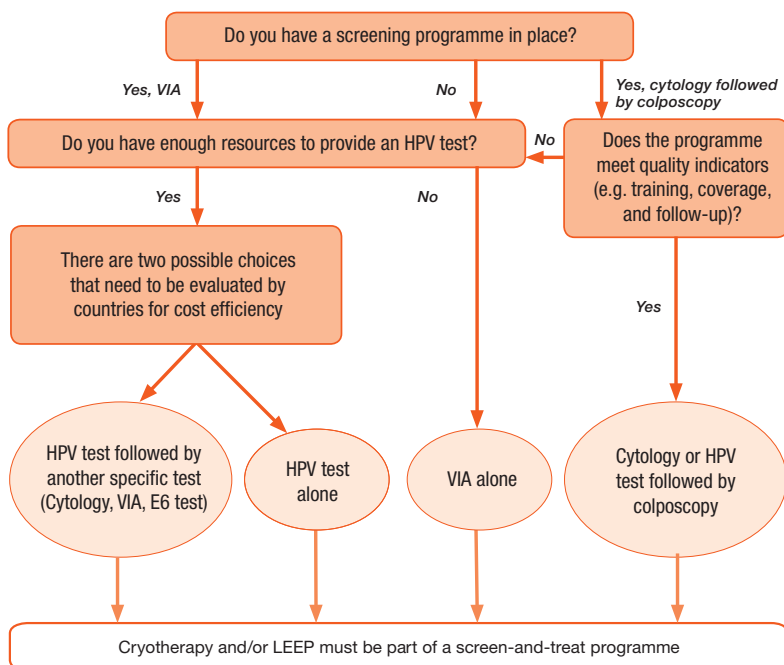 Do you have a screening programme in place?
Yes, VIA
No
Yes, cytology followed
by colposcopy
Do you have enough resources to provide an HPV test?
No
Does the programme
meet quality indicators
(e.g. training, coverage,
and follow-up)?
Yes
No
There are two possible choices
that need to be evaluated by
countries for cost efficiency
Yes
HPV test followed by
another specific test
(Cytology, VIA, E6 test)
HPV test
alone
VIA alone
Cytology or HPV
test followed by
colposcopy
Cryotherapy and/or LEEP must be part of a screen-and-treat programme